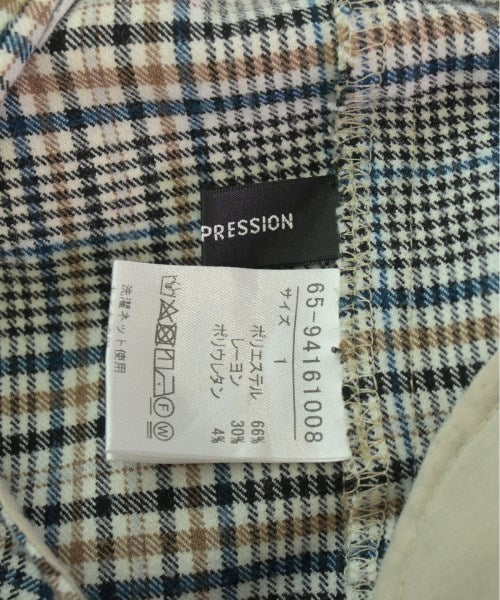 PRESSION
65-94161008
サイズ 1
ポリエステル 66%
レーヨン 30%
ポリウレタン 4%
F W
洗濯ネット使用